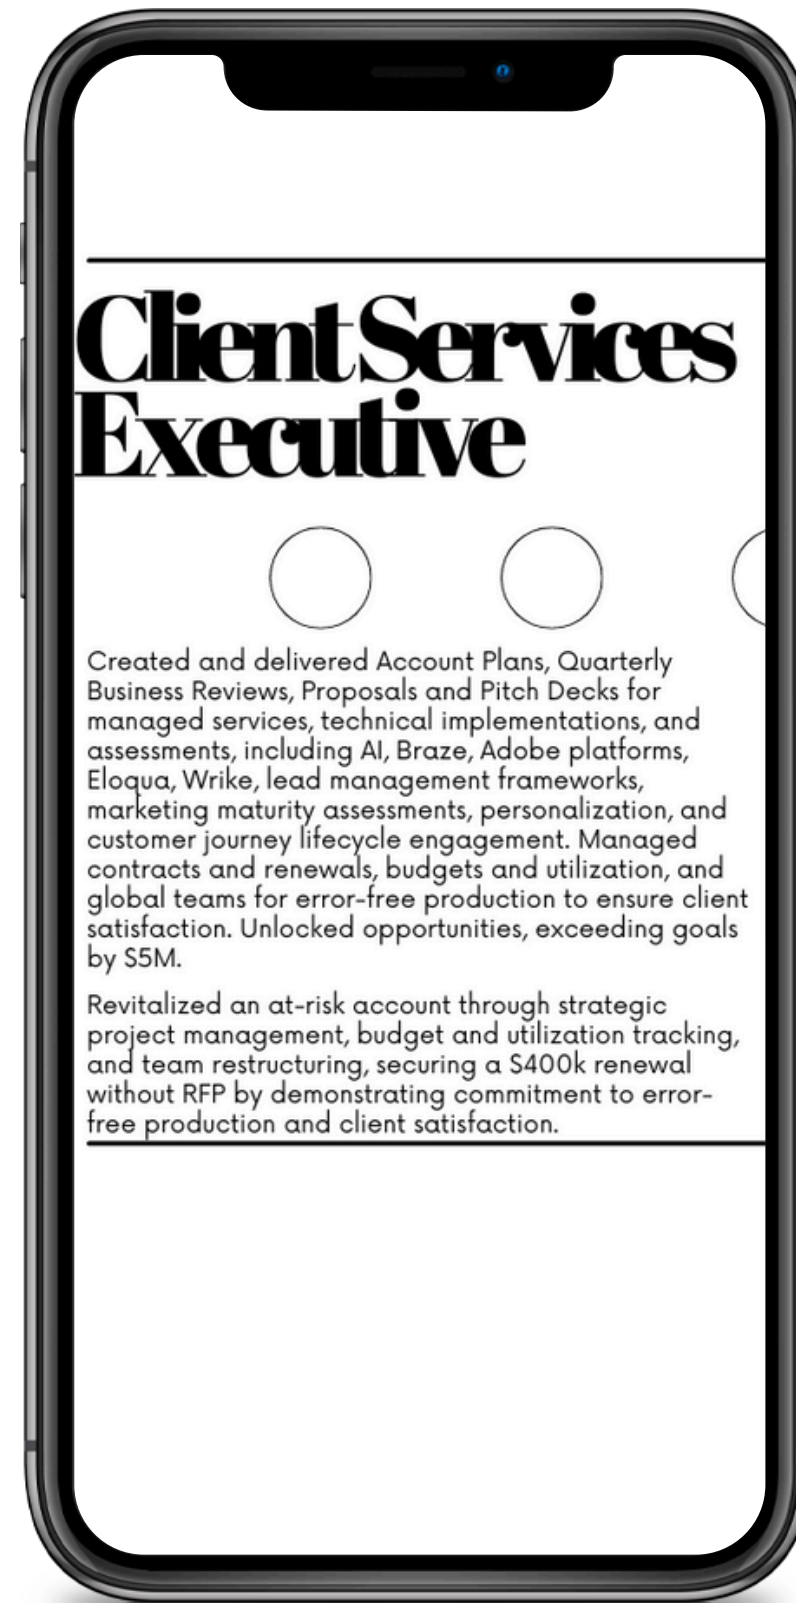 Client Services
Executive
Created and delivered Account Plans, Quarterly
Business Reviews, Proposals and Pitch Decks for
managed services, technical implementations, and
assessments, including AI, Braze, Adobe platforms,
Eloqua, Wrike, lead management frameworks,
marketing maturity assessments, personalization, and
customer journey lifecycle engagement. Managed
contracts and renewals, budgets and utilization, and
global teams for error-free production to ensure client
satisfaction. Unlocked opportunities, exceeding goals
by $5M.
Revitalized an at-risk account through strategic
project management, budget and utilization tracking,
and team restructuring, securing a $400k renewal
without RFP by demonstrating commitment to error-
free production and client satisfaction.